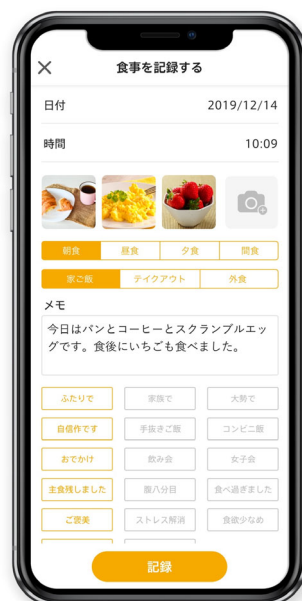 食事を記録する
日付 2019/12/14
時間 10:09
朝食 昼食 夕食 間食
家ご飯 テイクアウト 外食
メモ
今日はパンとコーヒーとスクランブルエッ
グです。食後にいちごも食べました。
ふたりで 家族で 大勢で
自信作です 手抜きご飯 コンビニ飯
おでかけ 飲み会 女子会
主食残しました 腹八分目 食べ過ぎました
ご褒美 ストレス解消 食欲少なめ
記録